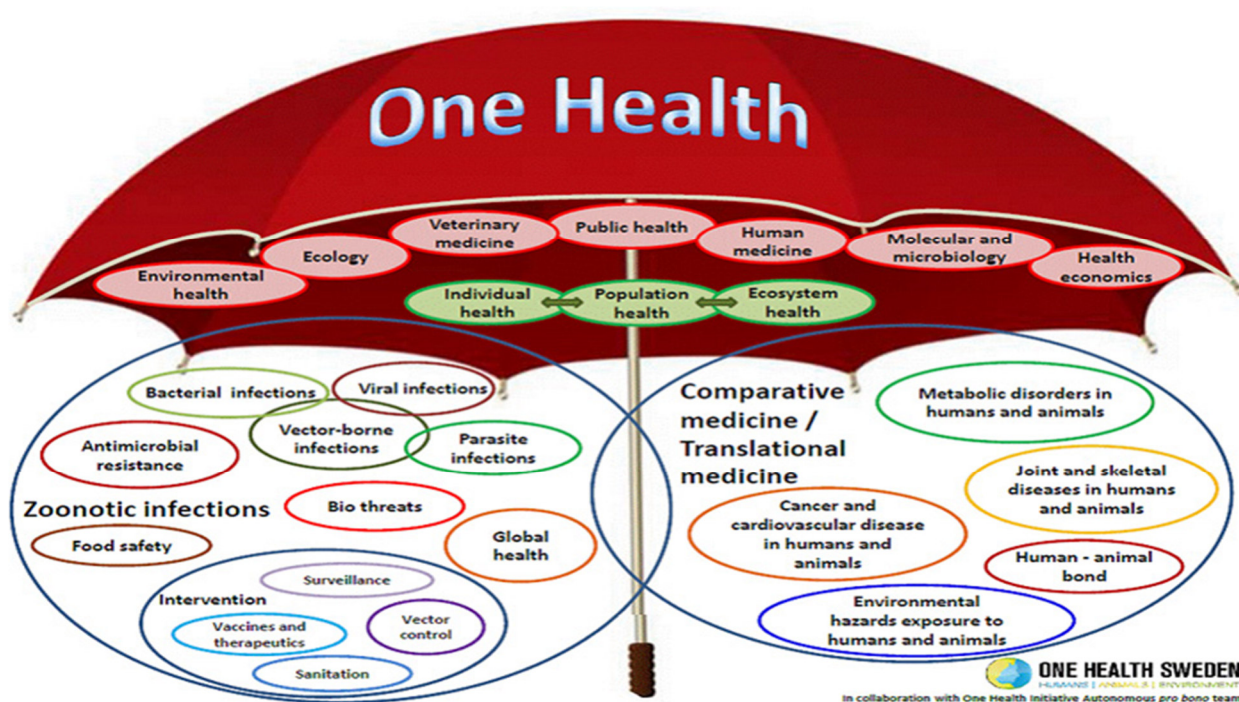 One Health
Veterinary
medicine
Public health
Human
medicine
Molecular and
microbiology
Health
economics
Ecology
Environmental
health
Individual
health
Population
health
Ecosystem
health
Bacterial infections
Viral infections
Vector-borne
infections
Parasite
infections
Antimicrobial
resistance
Zoonotic infections
Bio threats
Food safety
Global
health
Surveillance
Intervention
Vaccines and
therapeutics
Vector
control
Sanitation
Comparative
medicine /
Translational
medicine
Metabolic disorders in
humans and animals
Joint and skeletal
diseases in humans
and animals
Cancer and
cardiovascular disease
in humans and
animals
Human - animal
bond
Environmental
hazards exposure to
humans and animals
ONE HEALTH SWEDEN
HUMANS | ANIMALS | ENVIRONMENT
In collaboration with One Health Initiative Autonomous pro bono team